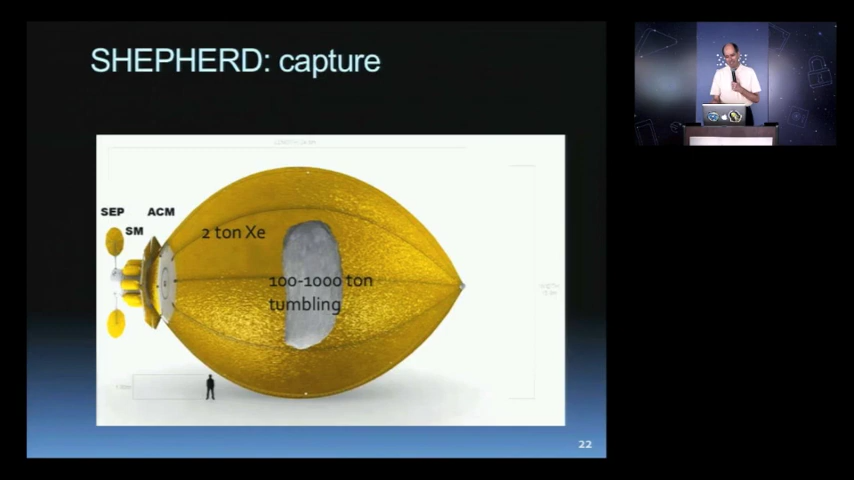 SHEPHERD: capture
SEP
ACM
SM
2 ton Xe
100-1000 ton
tumbling
22